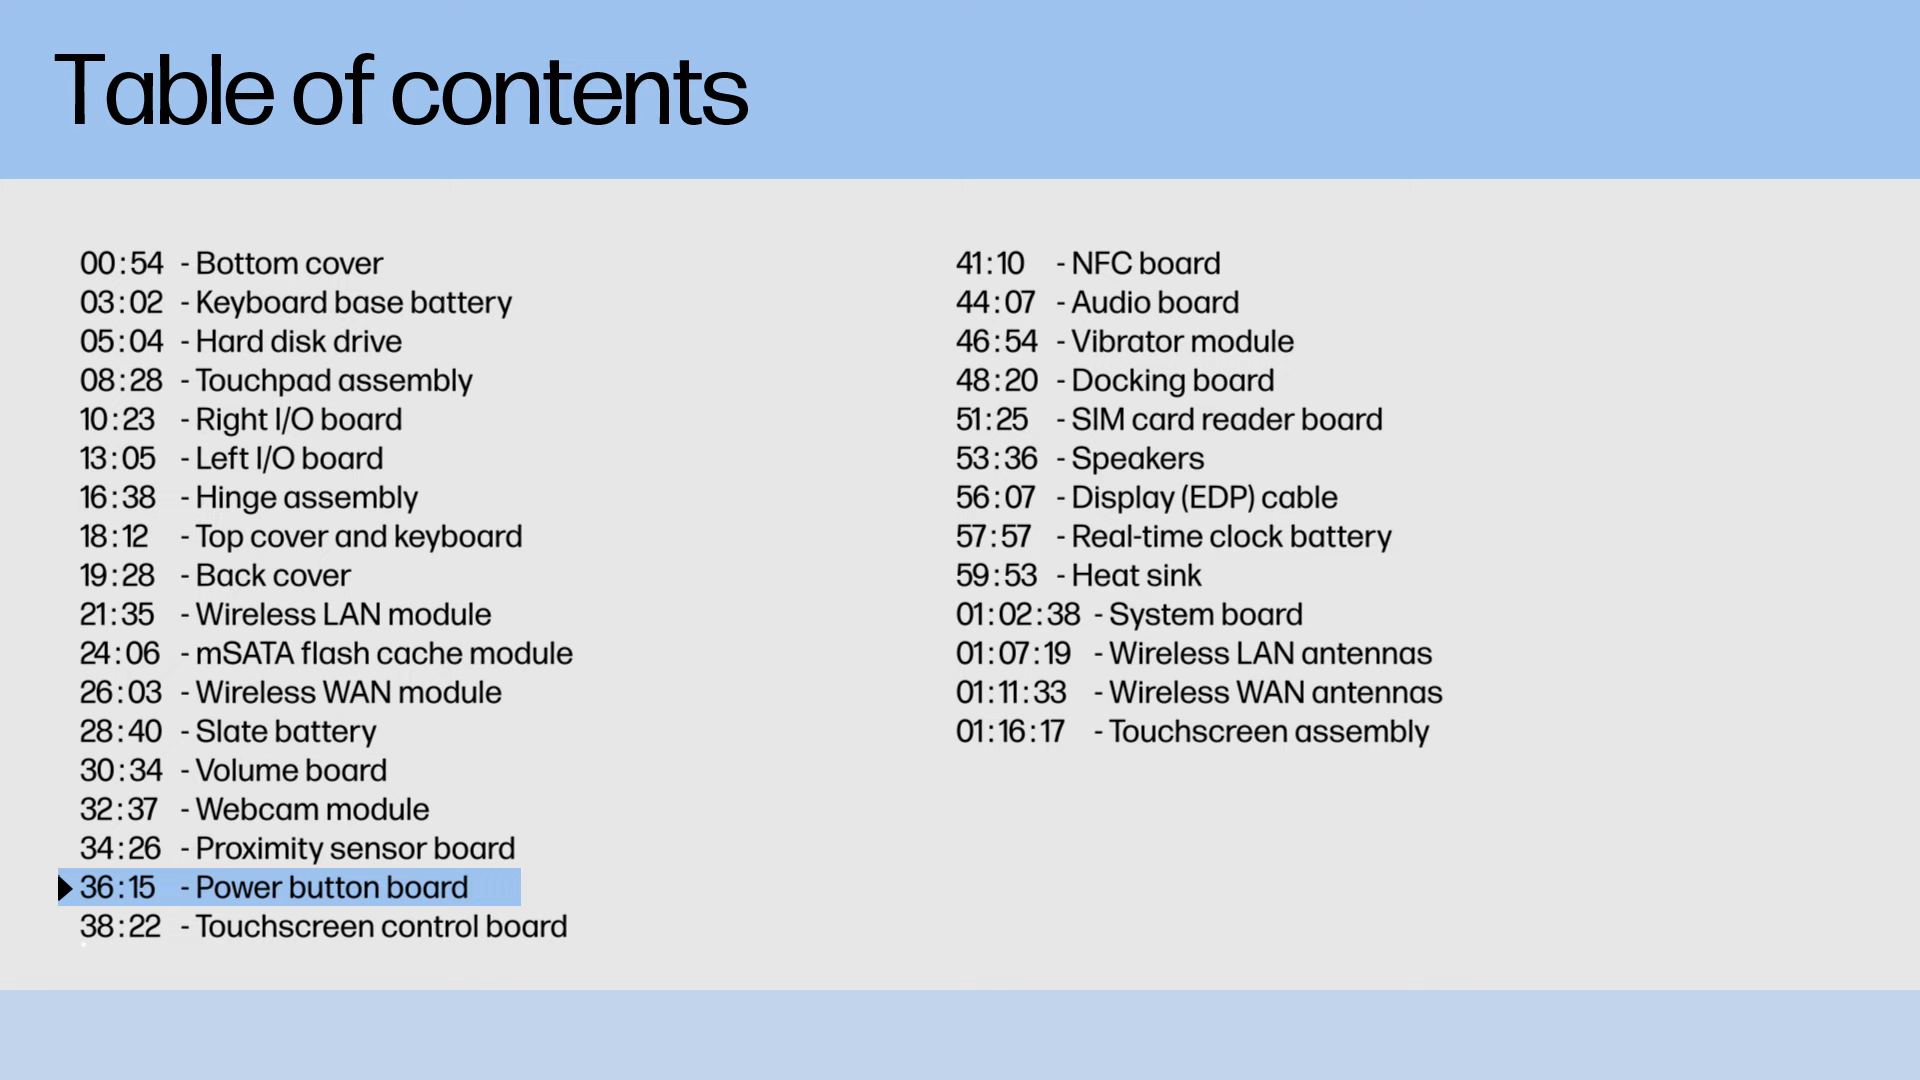 Table of contents
00:54 - Bottom cover
03:02 - Keyboard base battery
05:04 - Hard disk drive
08:28 - Touchpad assembly
10:23 - Right I/O board
13:05 - Left I/O board
16:38 - Hinge assembly
18:12 - Top cover and keyboard
19:28 - Back cover
21:35 - Wireless LAN module
24:06 - mSATA flash cache module
26:03 - Wireless WAN module
28:40 - Slate battery
30:34 - Volume board
32:37 - Webcam module
34:26 - Proximity sensor board
36:15 - Power button board
38:22 - Touchscreen control board
41:10 - NFC board
44:07 - Audio board
46:54 - Vibrator module
48:20 - Docking board
51:25 - SIM card reader board
53:36 - Speakers
56:07 - Display (EDP) cable
57:57 - Real-time clock battery
59:53 - Heat sink
01:02:38 - System board
01:07:19 - Wireless LAN antennas
01:11:33 - Wireless WAN antennas
01:16:17 - Touchscreen assembly